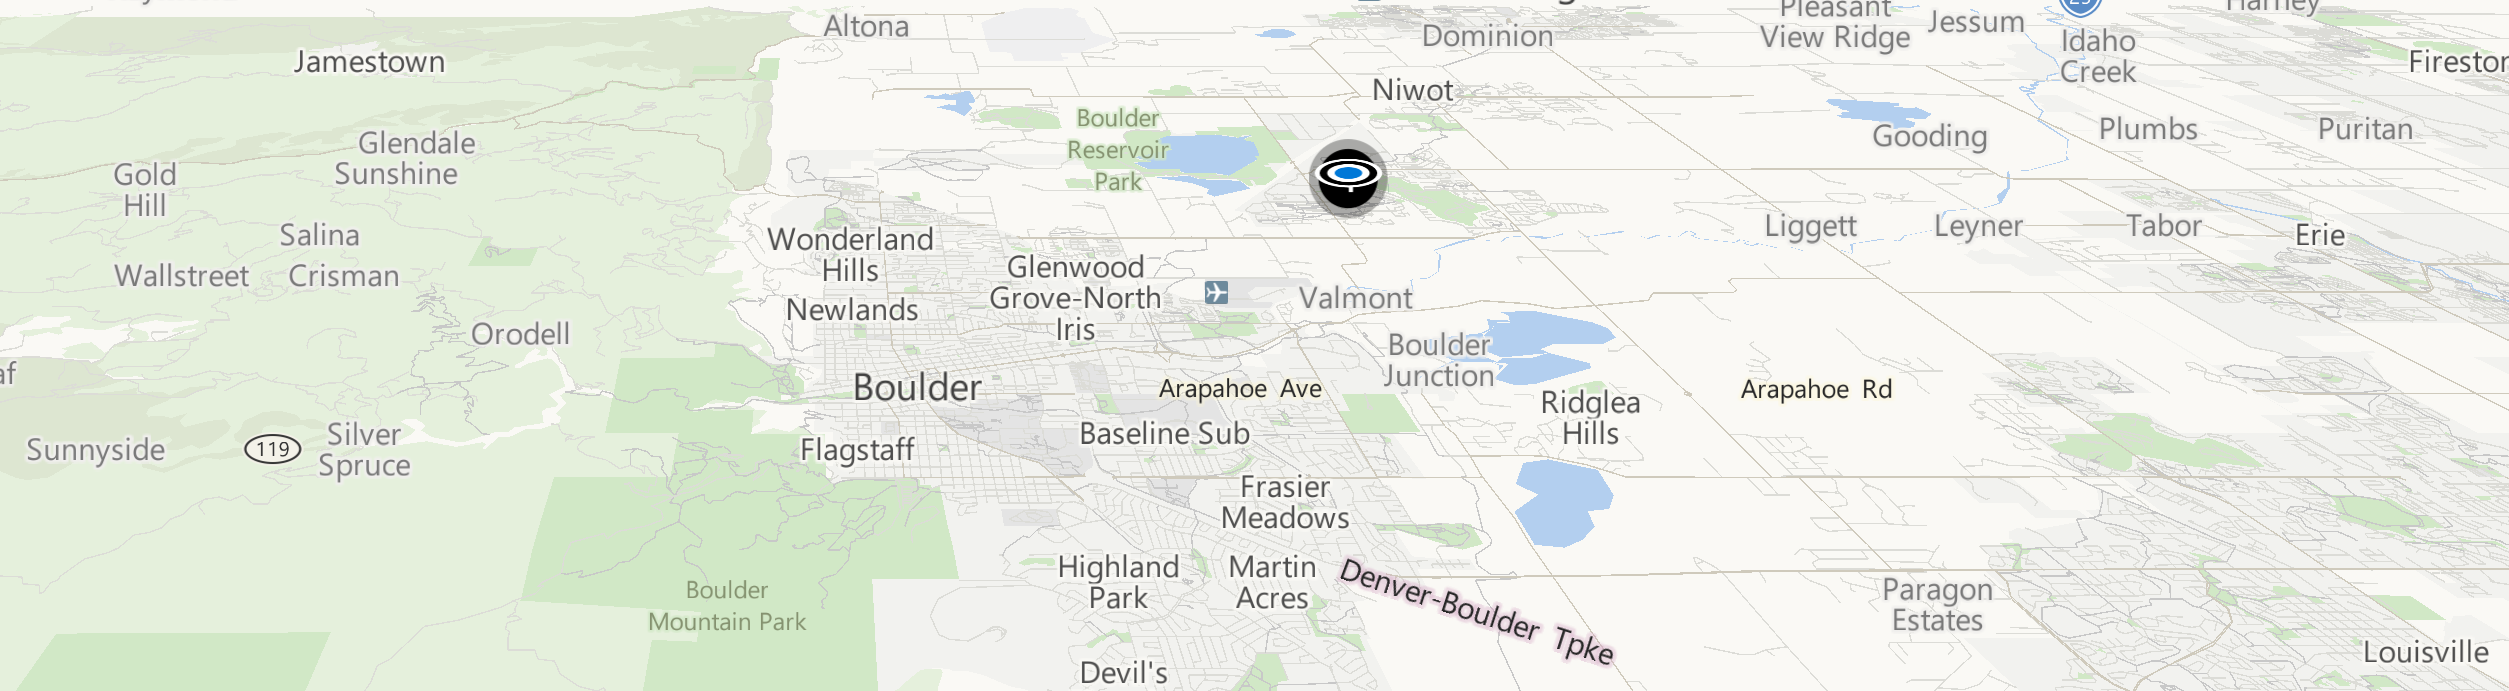 Altona
Dominion
Pleasant
View Ridge
Jessum
25
Harney
Idaho
Creek
Jamestown
Niwot
Boulder
Reservoir
Park
Gooding
Plumbs
Puritan
Glendale
Sunshine
Gold
Hill
Salina
Wallstreet
Crisman
Wonderland
Hills
Liggett
Leyner
Tabor
Erie
Glenwood
Grove-North
Iris
Newlands
Valmont
Orodell
Boulder
Junction
Boulder
Arapahoe Ave
Arapahoe Rd
Ridglea
Hills
Sunnyside
119
Silver
Spruce
Flagstaff
Baseline Sub
Frasier
Meadows
Highland
Park
Martin
Acres
Denver-Boulder Tpke
Boulder
Mountain Park
Paragon
Estates
Devil's
Louisville